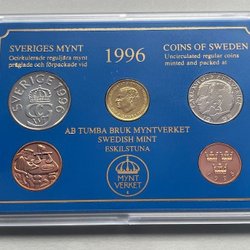 SVERIGES MYNT
Ocirkulerade reguljära mynt
präglade och förpackade vid
1996
COINS OF SWEDEN
Uncirculated regular coins
minted and packed at
SVERIGE 1996
AB TUMBA BRUK MYNTVERKET
SWEDISH MINT
ESKILSTUNA
MYNT
VERKET